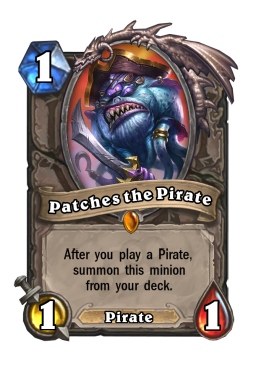 1
Patches the Pirate
After you play a Pirate,
summon this minion
from your deck.
1 Pirate 1